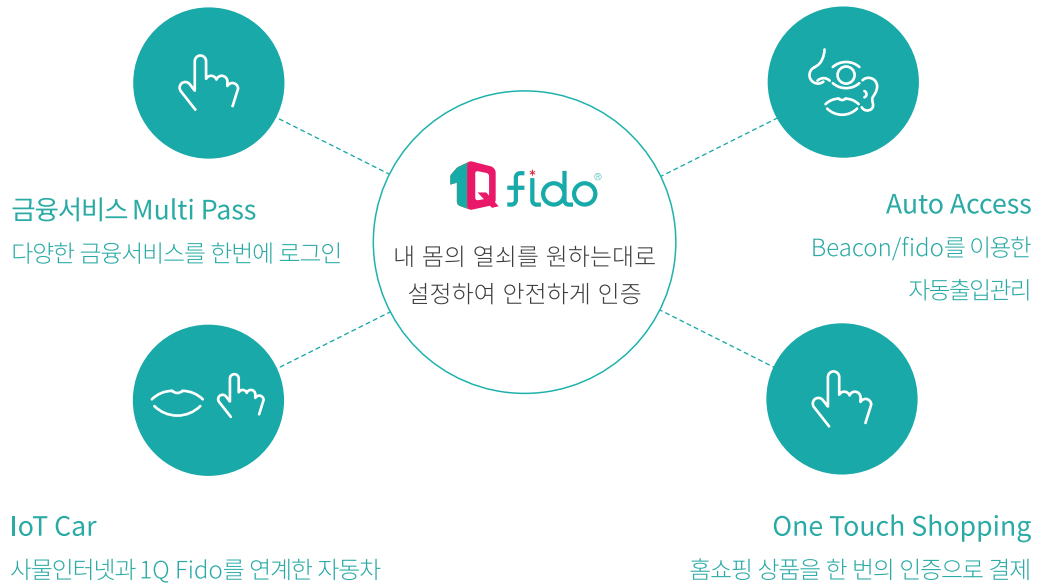 1Q fido®
내 몸의 열쇠를 원하는대로
설정하여 안전하게 인증
금융서비스 Multi Pass
다양한 금융서비스를 한번에 로그인
Auto Access
Beacon/fido를 이용한
자동출입관리
IoT Car
사물인터넷과 1Q Fido를 연계한 자동차
One Touch Shopping
홈쇼핑 상품을 한 번의 인증으로 결제